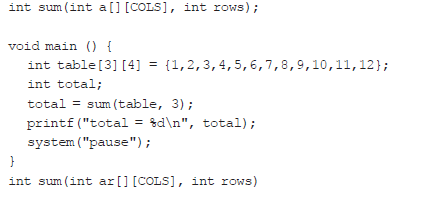 int sum(int a[][COLS], int rows);
void main () {
int table[3][4] = {1,2,3,4,5,6,7,8,9,10,11,12};
int total;
total = sum(table, 3);
printf("total = %d\n", total);
system("pause");
}
int sum(int ar[][COLS], int rows)